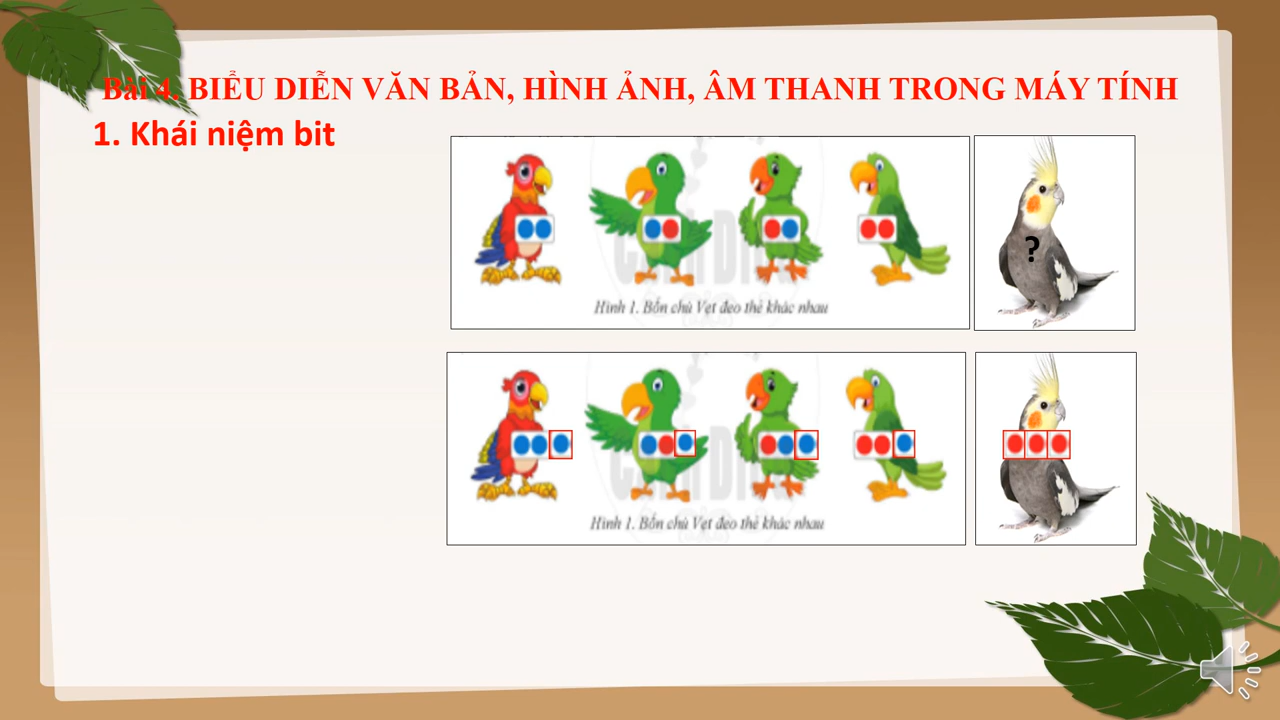 Bài 4. BIỂU DIỄN VĂN BẢN, HÌNH ẢNH, ÂM THANH TRONG MÁY TÍNH
1. Khái niệm bit
?
Hình 1. Bốn chú Vẹt đeo thẻ khác nhau
Hình 1. Bốn chú Vẹt đeo thẻ khác nhau